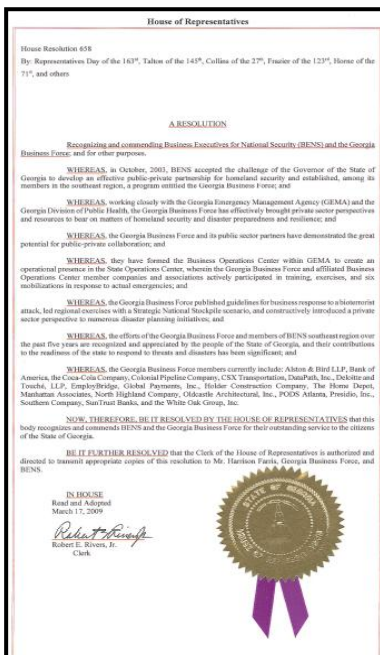 House of Representatives
House Resolution 658
By: Representatives Day of the 163rd, Talton of the 145th, Collins of the 27th, Frazier of the 123rd, Horne of the
71st, and others
A RESOLUTION
Recognizing and commending Business Executives for National Security (BENS) and the Georgia
Business Force; and for other purposes.
WHEREAS, in October, 2003, BENS accepted the challenge of the Governor of the State of
Georgia to develop an effective public-private partnership for homeland security and established, among its
members in the southeast region, a program entitled the Georgia Business Force; and
WHEREAS, working closely with the Georgia Emergency Management Agency (GEMA) and the
Georgia Division of Public Health, the Georgia Business Force has effectively brought private sector perspectives
and resources to bear on matters of homeland security and disaster preparedness and resilience; and
WHEREAS, the Georgia Business Force and its public sector partners have demonstrated the great
potential for public-private collaboration; and
WHEREAS, they have formed the Business Operations Center within GEMA to create an
operational presence in the State Operations Center, wherein the Georgia Business Force and affiliated Business
Operations Center member companies and associations actively participated in training, exercises, and six
mobilizations in response to actual emergencies; and
WHEREAS, the Georgia Business Force published guidelines for business response to a bioterrorist
attack, led regional exercises with a Strategic National Stockpile scenario, and constructively introduced a private
sector perspective to numerous disaster planning initiatives; and
WHEREAS, the efforts of the Georgia Business Force and members of BENS southeast region over
the past five years are recognized and appreciated by the people of the State of Georgia, and their contributions
to the readiness of the state to respond to threats and disasters has been significant; and
WHEREAS, the Georgia Business Force members currently include: Alston & Bird LLP, Bank of
America, the Coca-Cola Company, Colonial Pipeline Company, CSX Transportation, DataPath, Inc., Deloitte and
Touché, LLP, EmployBridge, Global Payments, Inc., Holder Construction Company, The Home Depot,
Manhattan Associates, North Highland Company, Oldcastle Architectural, Inc., PODS Atlanta, Presidio, Inc.,
Southern Company, SunTrust Banks, and the White Oak Group, Inc.
NOW, THEREFORE, BE IT RESOLVED BY THE HOUSE OF REPRESENTATIVES that this
body recognizes and commends BENS and the Georgia Business Force for their outstanding service to the citizens
of the State of Georgia.
BE IT FURTHER RESOLVED that the Clerk of the House of Representatives is authorized and
directed to transmit appropriate copies of this resolution to Mr. Harrison Farris, Georgia Business Force, and
BENS.
IN HOUSE
Read and Adopted
March 17, 2009
Robert E. Rivers, Jr.
Clerk
STATE OF GEORGIA